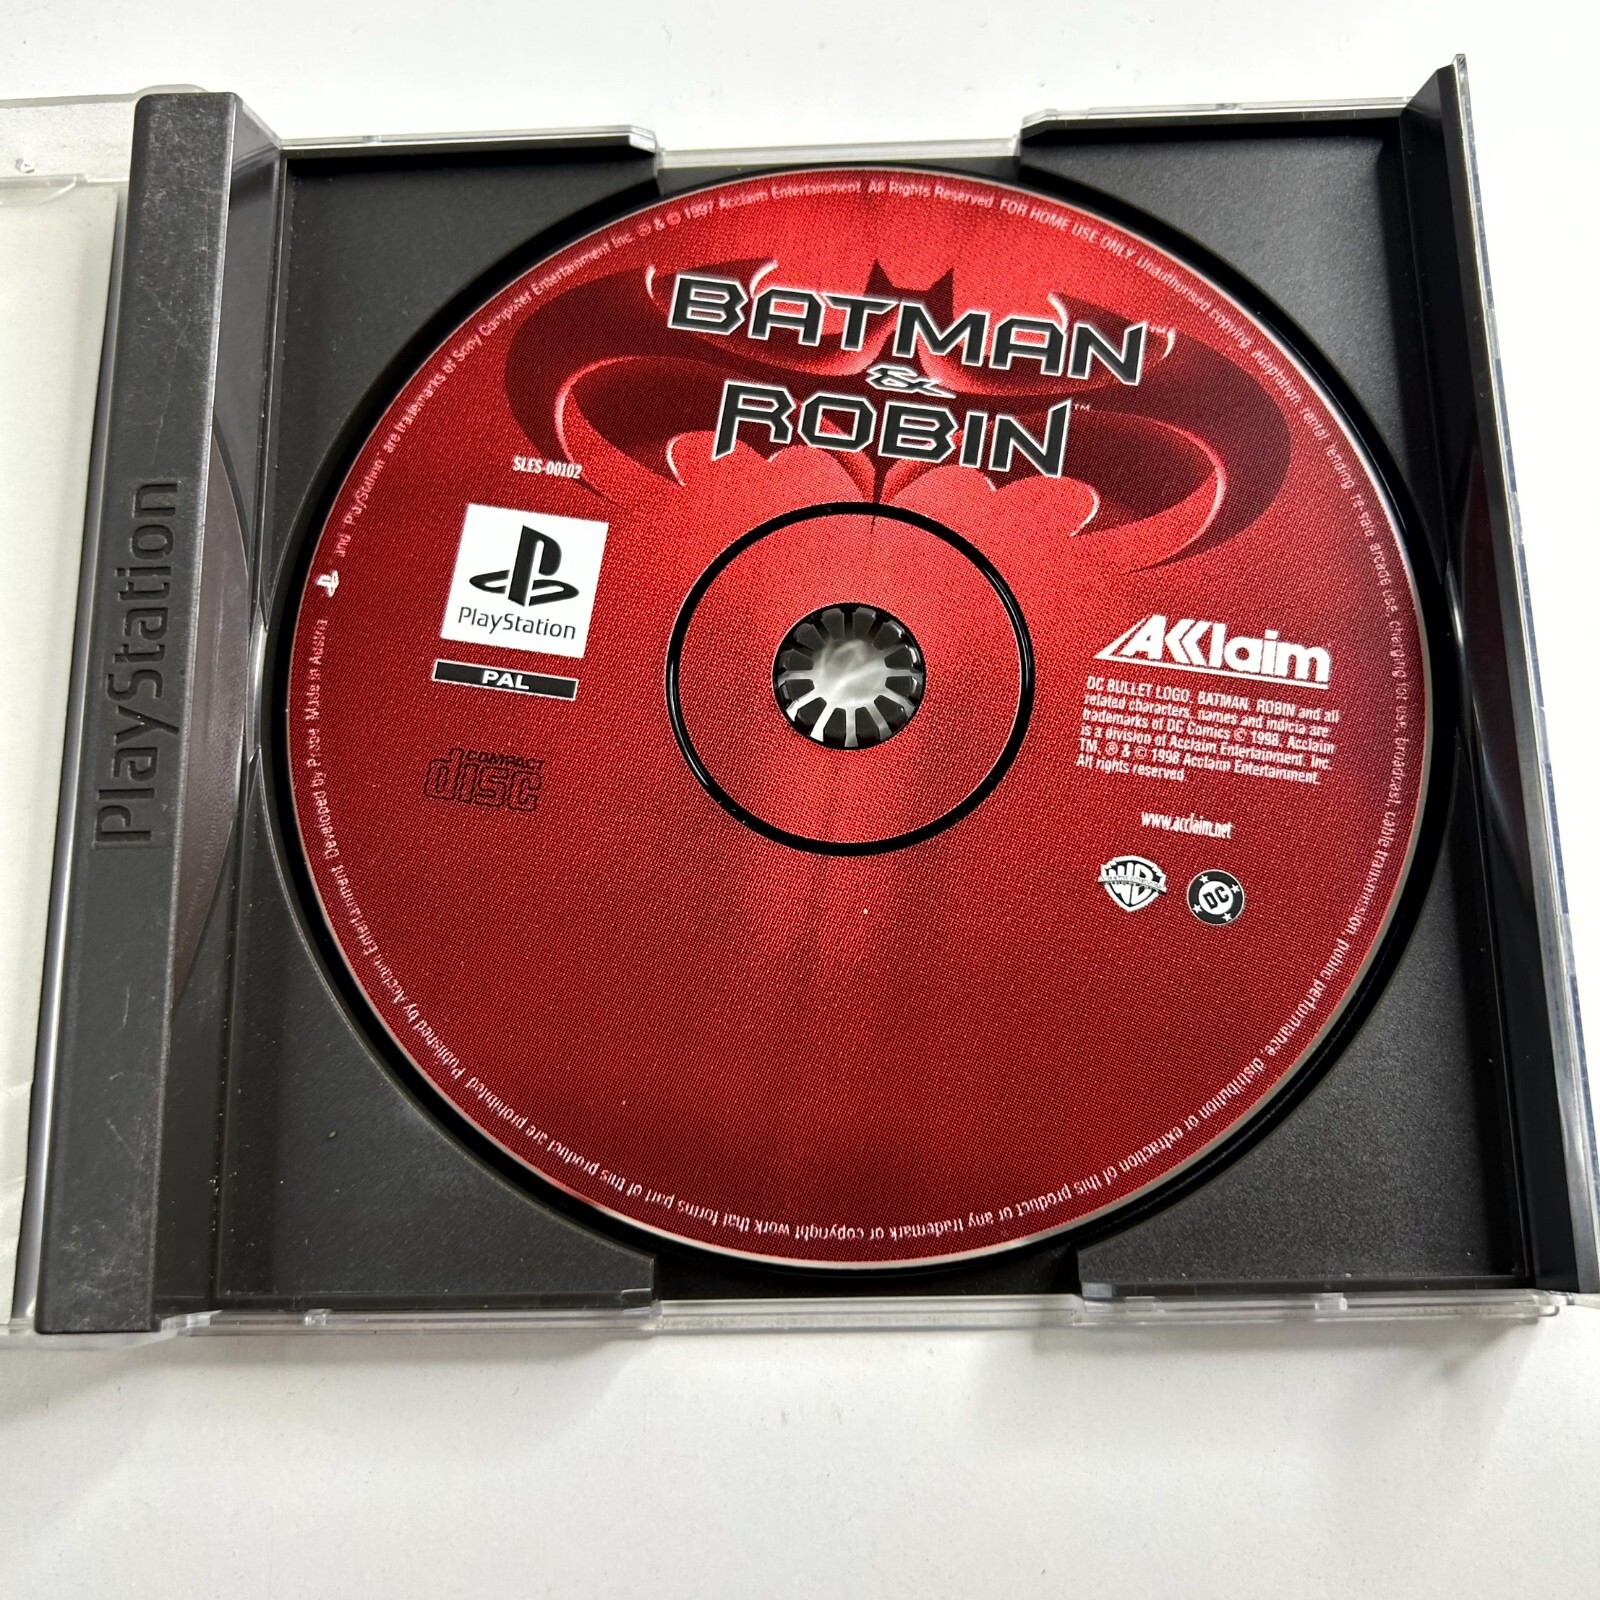 PlayStation
BATMAN™
&
ROBIN™
SLES-00102
PlayStation
PAL
COMPACT
disc
AKKlaim
DC BULLET LOGO, BATMAN, ROBIN and all
related characters, names and indicia are
trademarks of DC Comics © 1998. Acclaim
is a division of Acclaim Entertainment, Inc.
TM, ® & © 1998 Acclaim Entertainment.
All rights reserved.
www.acclaim.net
WB
DC
and PlayStation™ are trademarks of Sony Computer Entertainment Inc. ℗ & © 1997 Acclaim Entertainment. All Rights Reserved. FOR HOME USE ONLY. Unauthorised copying, adaptation, rental, lending, re-sale, arcade use, charging for use, broadcast, cable transmission, public performance, distribution or extraction of this product or any trademark or copyright work that forms part of this product are prohibited. Published by Acclaim Entertainment. Developed by Probe. Made in Austria.